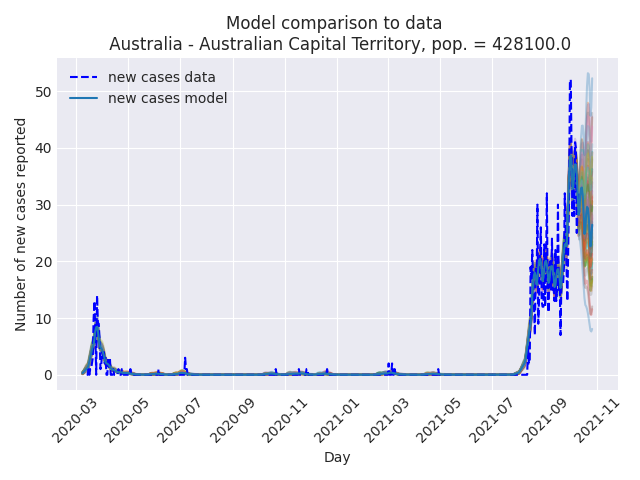 Model comparison to data
Australia - Australian Capital Territory, pop. = 428100.0
new cases data
new cases model
Number of new cases reported
50
40
30
20
10
0
2020-03
2020-05
2020-07
2020-09
2020-11
2021-01
2021-03
2021-05
2021-07
2021-09
2021-11
Day